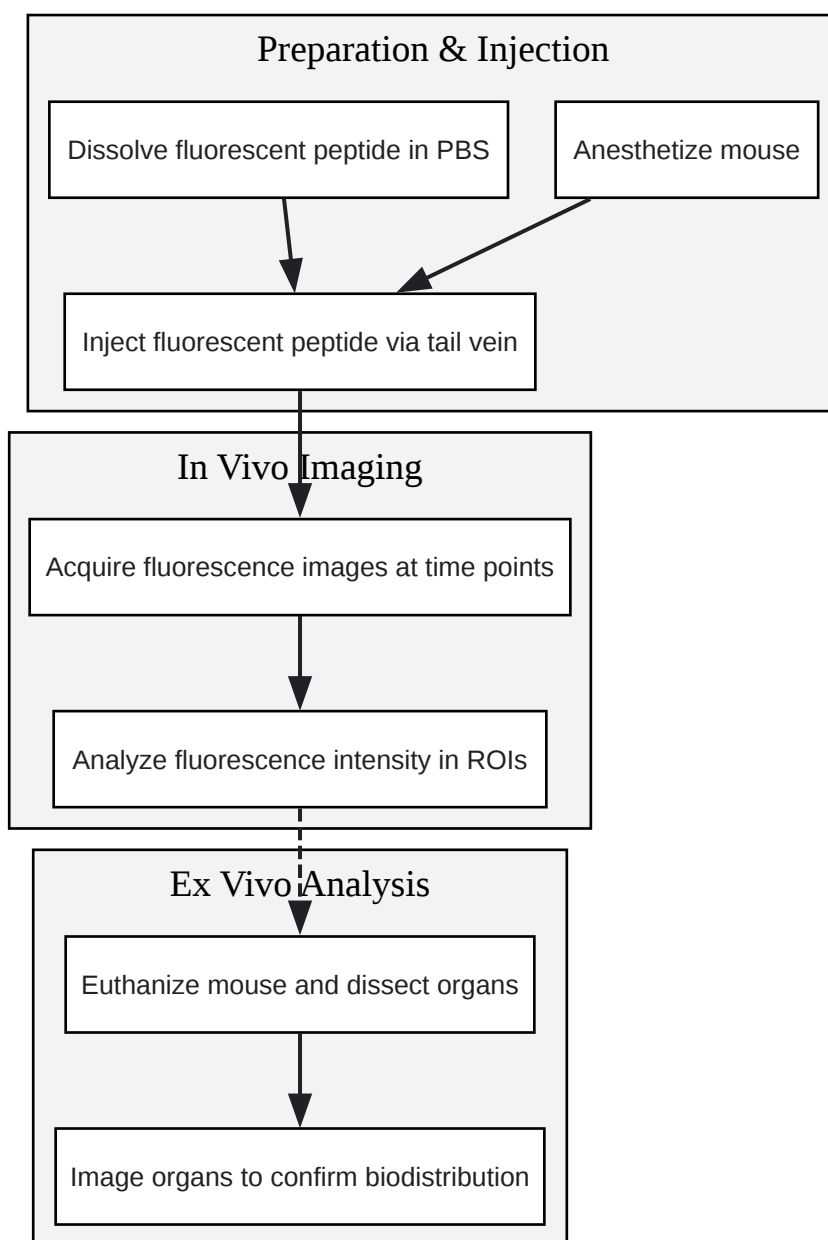 Preparation & Injection
Dissolve fluorescent peptide in PBS
Anesthetize mouse
Inject fluorescent peptide via tail vein
In Vivo Imaging
Acquire fluorescence images at time points
Analyze fluorescence intensity in ROIs
Ex Vivo Analysis
Euthanize mouse and dissect organs
Image organs to confirm biodistribution